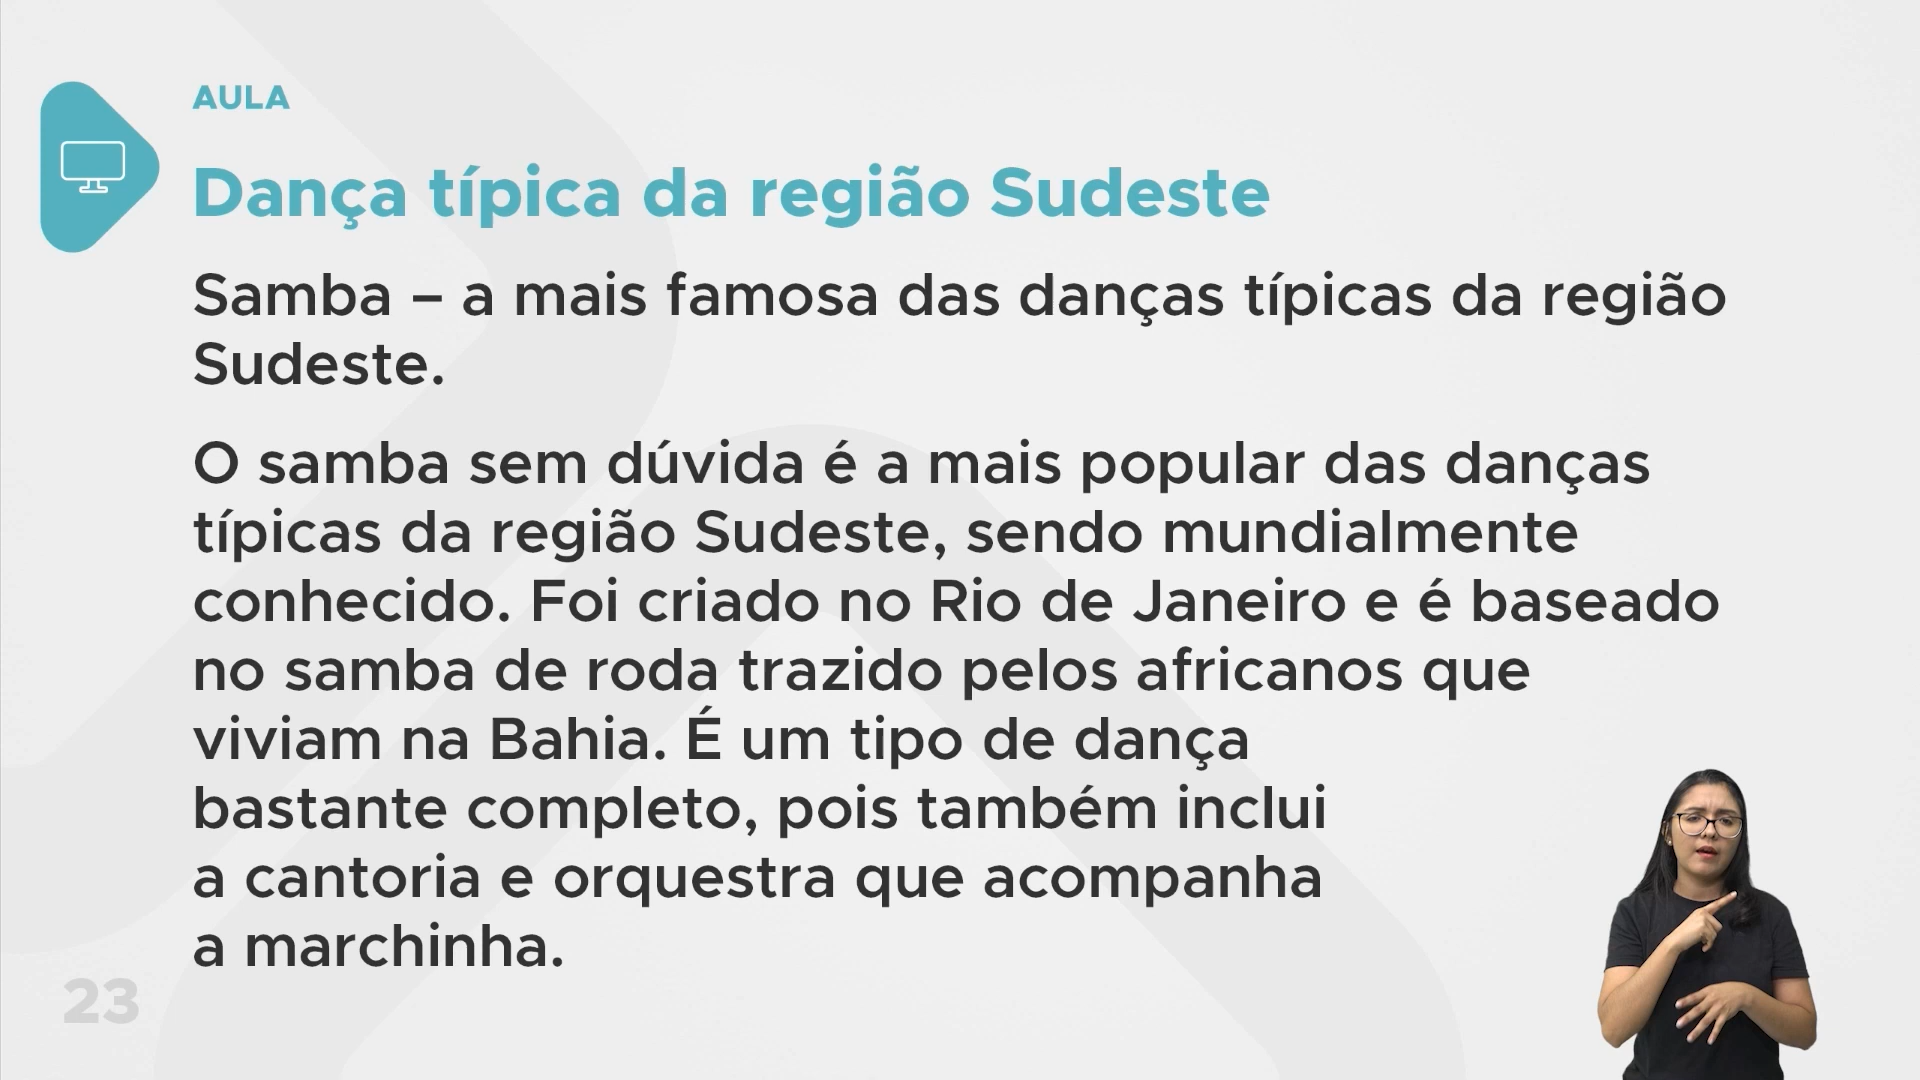 AULA
Dança típica da região Sudeste
Samba – a mais famosa das danças típicas da região
Sudeste.
O samba sem dúvida é a mais popular das danças
típicas da região Sudeste, sendo mundialmente
conhecido. Foi criado no Rio de Janeiro e é baseado
no samba de roda trazido pelos africanos que
viviam na Bahia. É um tipo de dança
bastante completo, pois também inclui
a cantoria e orquestra que acompanha
a marchinha.
23